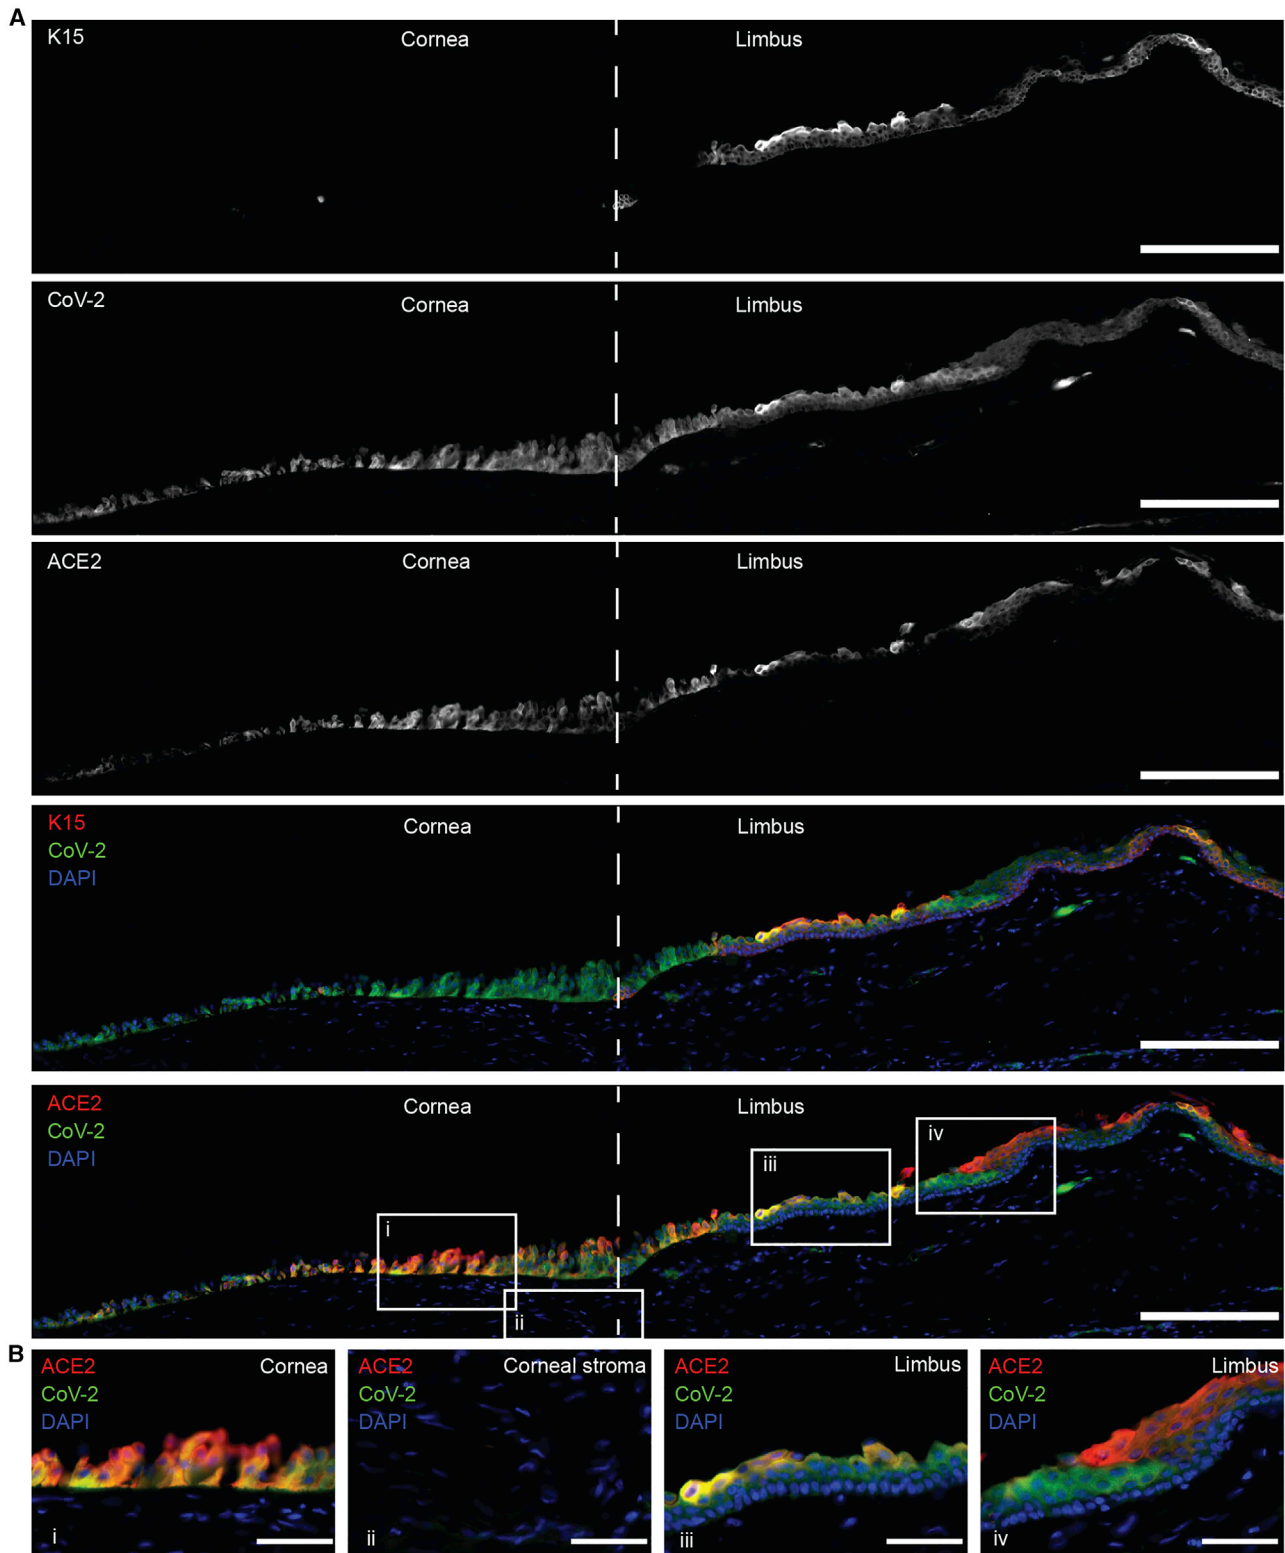 A
K15
Cornea
Limbus
CoV-2
Cornea
Limbus
ACE2
Cornea
Limbus
K15
CoV-2
DAPI
Cornea
Limbus
ACE2
CoV-2
DAPI
Cornea
Limbus
i
ii
iii
iv
B
ACE2
CoV-2
DAPI
Cornea
i
ACE2
CoV-2
DAPI
Corneal stroma
ii
ACE2
CoV-2
DAPI
Limbus
iii
ACE2
CoV-2
DAPI
Limbus
iv